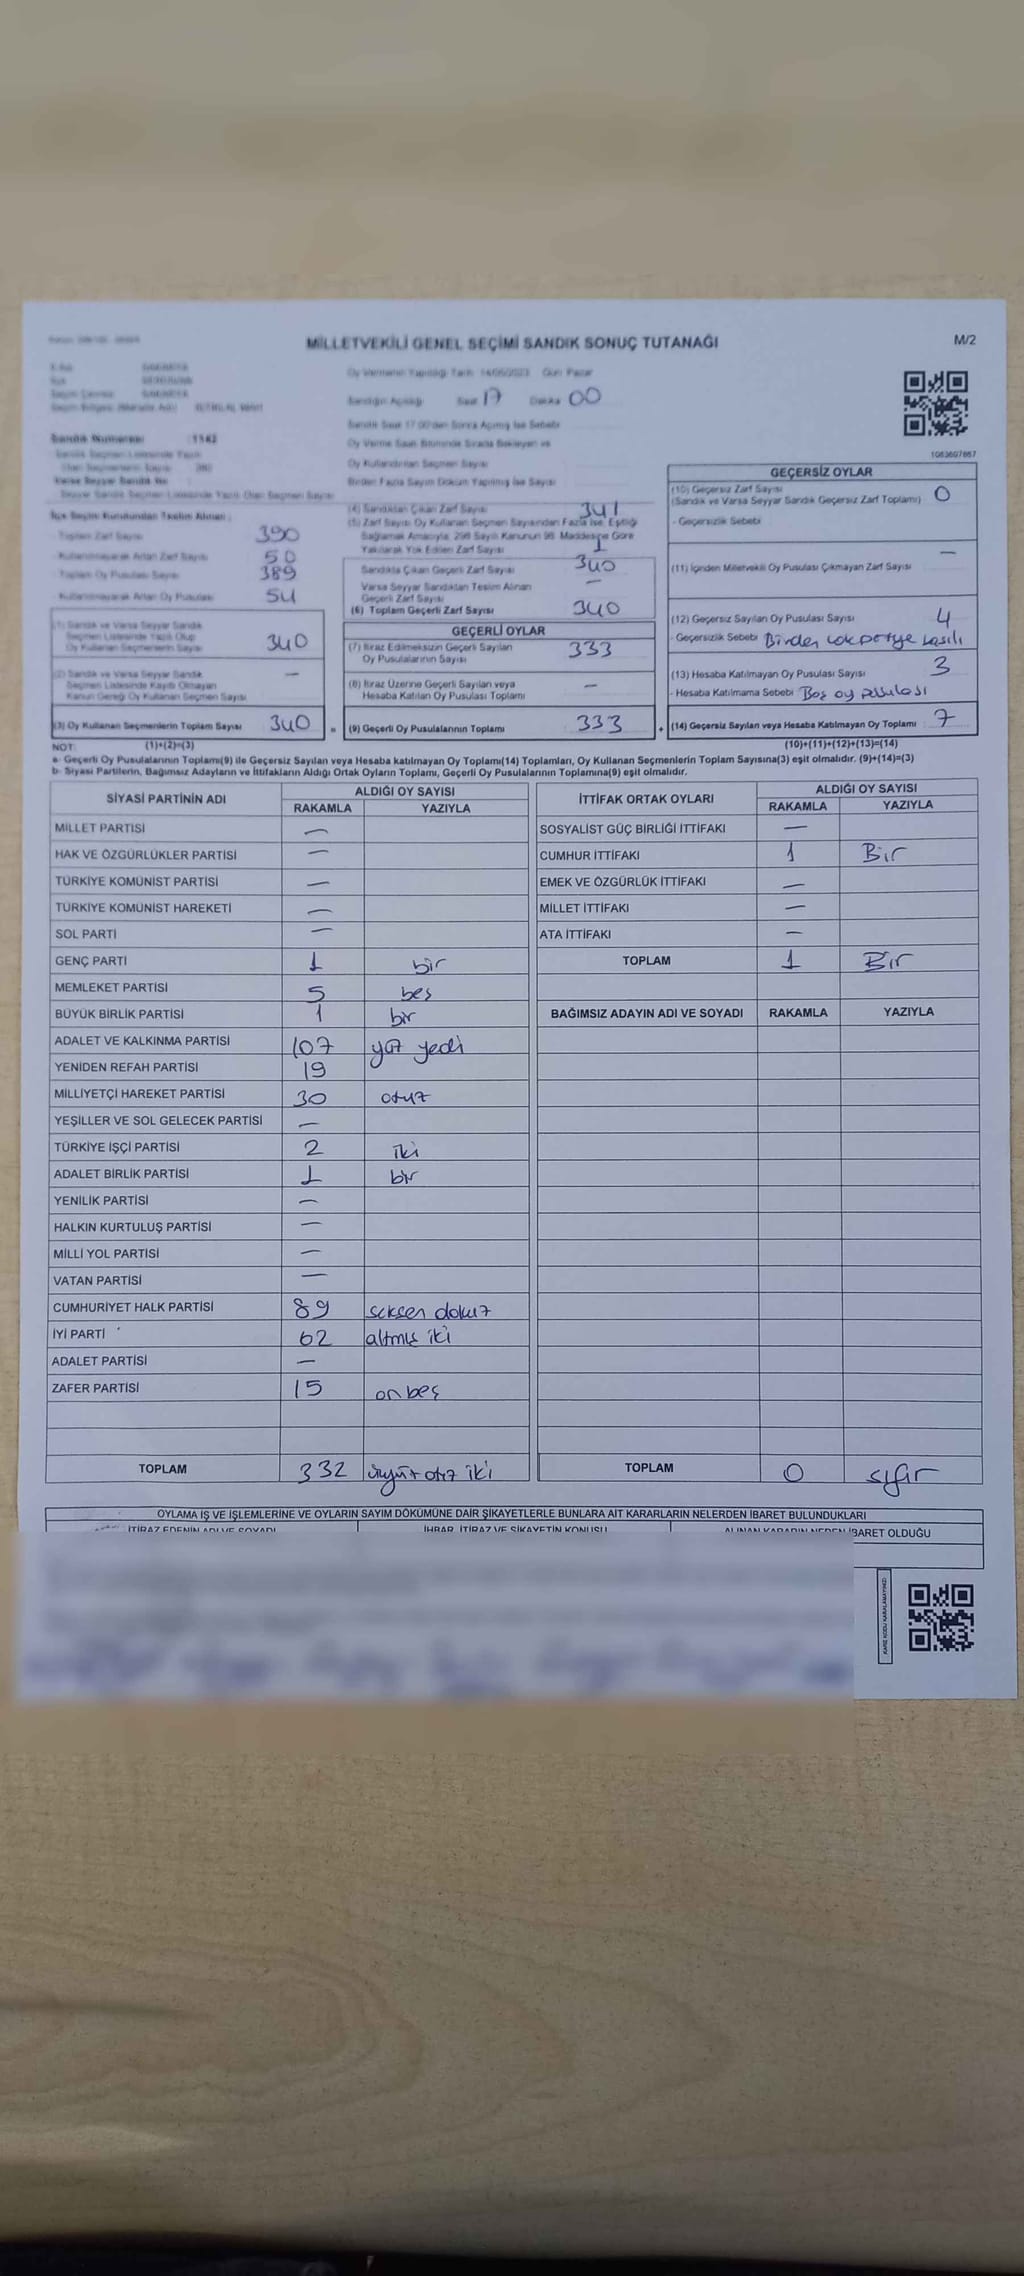 MİLLETVEKİLİ GENEL SEÇİMİ SANDIK SONUÇ TUTANAĞI
M/2
Oy Vermenin Yapıldığı Tarih 14/05/2023 Gün Pazar
Sandığın Açıldığı Saat 17 Dakika 00
Sandık Saat 17.00'den Sonra Açılmış İse Sebebi
Oy Verme Saati Bitiminde Sırada Bekleyen ve
Oy Kullandırılan Seçmen Sayısı
Birden Fazla Sayım Döküm Yapılmış İse Sayısı
Sandık Numarası : 1142
1083607867
İlçe Seçim Kurulundan Teslim Alınan :
Toplam Zarf Sayısı 390
Kullanılmayarak Artan Zarf Sayısı 50
Toplam Oy Pusulası Sayısı 389
Kullanılmayarak Artan Oy Pusulası 54
(1) Sandık ve Varsa Seyyar Sandık
Seçmen Listesinde Yazılı Olup
Oy Kullanan Seçmenlerin Sayısı 340
(2) Sandık ve Varsa Seyyar Sandık
Seçmen Listesinde Kayıtlı Olmayan
Kanun Gereği Oy Kullanan Seçmen Sayısı —
(3) Oy Kullanan Seçmenlerin Toplam Sayısı 340 =
(4) Sandıktan Çıkan Zarf Sayısı 341
(5) Zarf Sayısı Oy Kullanan Seçmen Sayısından Fazla İse, Eşitliği
Sağlamak Amacıyla, 298 Sayılı Kanunun 98. Maddesine Göre
Yakılarak Yok Edilen Zarf Sayısı 1
Sandıkta Çıkan Geçerli Zarf Sayısı 340
Varsa Seyyar Sandıktan Teslim Alınan
Geçerli Zarf Sayısı —
(6) Toplam Geçerli Zarf Sayısı 340
GEÇERLİ OYLAR
(7) İtiraz Edilmeksizin Geçerli Sayılan
Oy Pusulalarının Sayısı 333
(8) İtiraz Üzerine Geçerli Sayılan veya
Hesaba Katılan Oy Pusulası Toplamı —
(9) Geçerli Oy Pusulalarının Toplamı 333 +
GEÇERSİZ OYLAR
(10) Geçersiz Zarf Sayısı
(Sandık ve Varsa Seyyar Sandık Geçersiz Zarf Toplamı) 0
- Geçersizlik Sebebi
(11) İçinden Milletvekili Oy Pusulası Çıkmayan Zarf Sayısı —
(12) Geçersiz Sayılan Oy Pusulası Sayısı 4
- Geçersizlik Sebebi Birden çok partiye basılı
(13) Hesaba Katılmayan Oy Pusulası Sayısı 3
- Hesaba Katılmama Sebebi Boş oy pusulası
(14) Geçersiz Sayılan veya Hesaba Katılmayan Oy Toplamı 7
NOT: (1)+(2)=(3)
(10)+(11)+(12)+(13)=(14)
a- Geçerli Oy Pusulalarının Toplamı(9) ile Geçersiz Sayılan veya Hesaba katılmayan Oy Toplamı(14) Toplamları, Oy Kullanan Seçmenlerin Toplam Sayısına(3) eşit olmalıdır. (9)+(14)=(3)
b- Siyasi Partilerin, Bağımsız Adayların ve İttifakların Aldığı Ortak Oyların Toplamı, Geçerli Oy Pusulalarının Toplamına(9) eşit olmalıdır.
SİYASİ PARTİNİN ADI ALDIĞI OY SAYISI
RAKAMLA YAZIYLA
MİLLET PARTİSİ —
HAK VE ÖZGÜRLÜKLER PARTİSİ —
TÜRKİYE KOMÜNİST PARTİSİ —
TÜRKİYE KOMÜNİST HAREKETİ —
SOL PARTİ —
GENÇ PARTİ 1 bir
MEMLEKET PARTİSİ 5 beş
BÜYÜK BİRLİK PARTİSİ 1 bir
ADALET VE KALKINMA PARTİSİ 107 yüz yedi
YENİDEN REFAH PARTİSİ 19
MİLLİYETÇİ HAREKET PARTİSİ 30 otuz
YEŞİLLER VE SOL GELECEK PARTİSİ —
TÜRKİYE İŞÇİ PARTİSİ 2 iki
ADALET BİRLİK PARTİSİ 1 bir
YENİLİK PARTİSİ —
HALKIN KURTULUŞ PARTİSİ —
MİLLİ YOL PARTİSİ —
VATAN PARTİSİ —
CUMHURİYET HALK PARTİSİ 89 seksen dokuz
İYİ PARTİ 62 altmış iki
ADALET PARTİSİ —
ZAFER PARTİSİ 15 onbeş
TOPLAM 332 üçyüz otuz iki
İTTİFAK ORTAK OYLARI ALDIĞI OY SAYISI
RAKAMLA YAZIYLA
SOSYALİST GÜÇ BİRLİĞİ İTTİFAKI —
CUMHUR İTTİFAKI 1 Bir
EMEK VE ÖZGÜRLÜK İTTİFAKI —
MİLLET İTTİFAKI —
ATA İTTİFAKI —
TOPLAM 1 Bir
BAĞIMSIZ ADAYIN ADI VE SOYADI RAKAMLA YAZIYLA
TOPLAM 0 sıfır
OYLAMA İŞ VE İŞLEMLERİNE VE OYLARIN SAYIM DÖKÜMÜNE DAİR ŞİKAYETLERLE BUNLARA AİT KARARLARIN NELERDEN İBARET BULUNDUKLARI
İTİRAZ EDENİN ADI VE SOYADI İHBAR, İTİRAZ VE ŞİKAYETİN KONUSU ALINAN KARARIN NEDEN İBARET OLDUĞU
KARE KODU KARALAMAYINIZ!